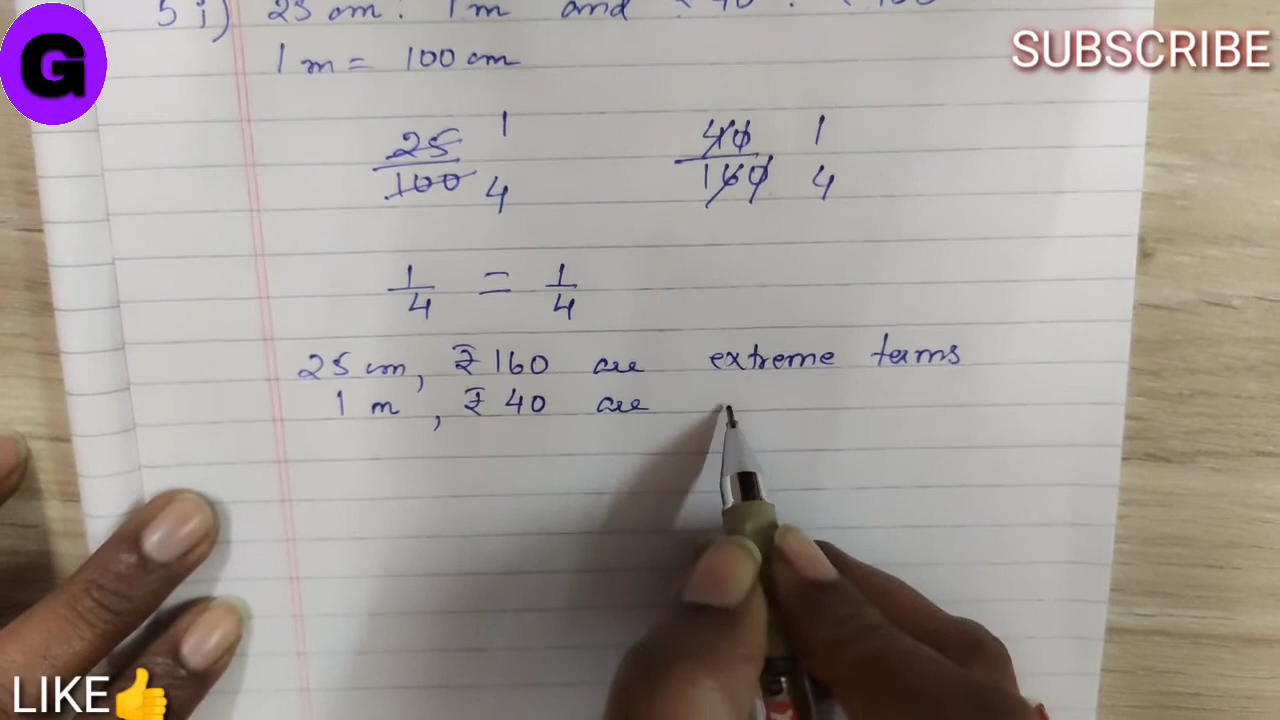 G
SUBSCRIBE
5 i) 25 cm : 1 m and ₹ 40 : ₹ 160
1 m = 100 cm
25 1 40 1
100 4 160 4
1 = 1
4 4
25 cm, ₹ 160 are extreme terms
1 m, ₹ 40 are
LIKE👍